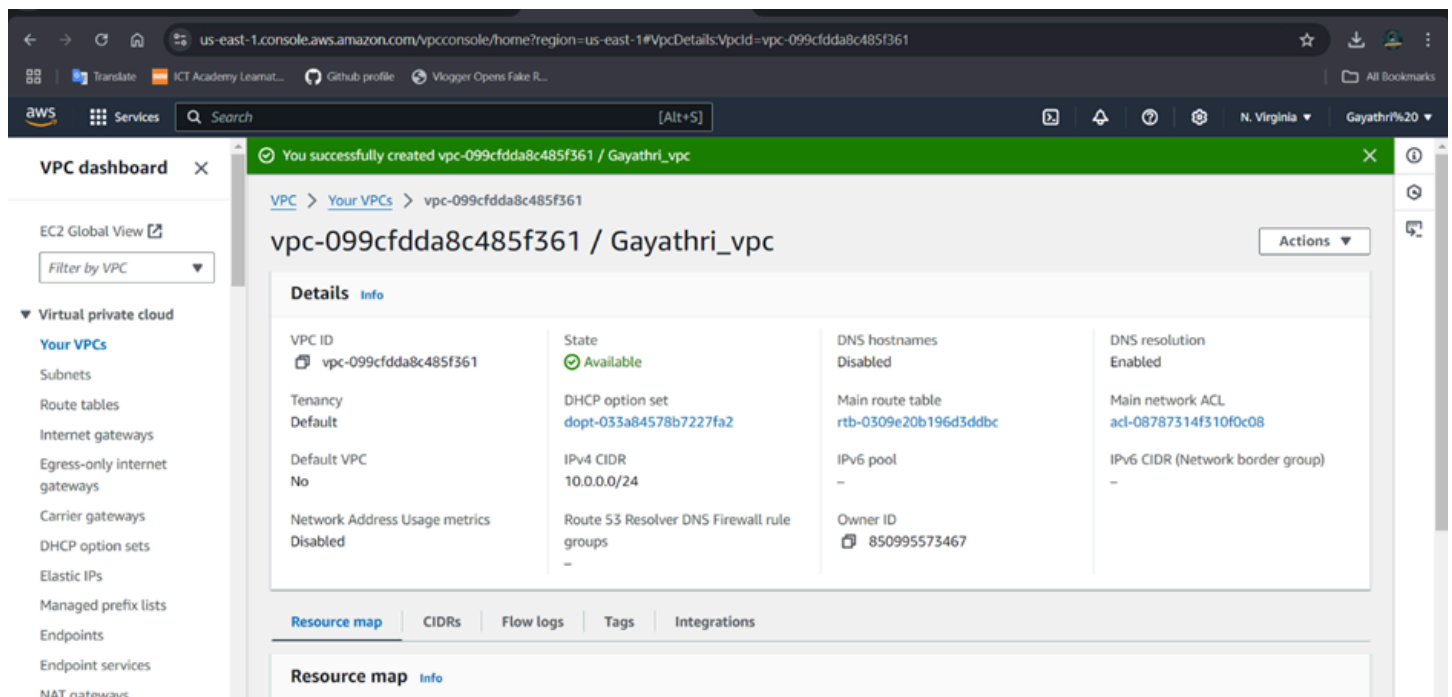 us-east-1.console.aws.amazon.com/vpcconsole/home?region=us-east-1#VpcDetails:VpcId=vpc-099cfdda8c485f361
Translate ICT Academy Learnat... Github profile Vlogger Opens Fake R... All Bookmarks
aws Services Search [Alt+S] N. Virginia Gayathri%20
VPC dashboard
You successfully created vpc-099cfdda8c485f361 / Gayathri_vpc
EC2 Global View
Filter by VPC
Virtual private cloud
Your VPCs
Subnets
Route tables
Internet gateways
Egress-only internet
gateways
Carrier gateways
DHCP option sets
Elastic IPs
Managed prefix lists
Endpoints
Endpoint services
NAT gateways
VPC > Your VPCs > vpc-099cfdda8c485f361
vpc-099cfdda8c485f361 / Gayathri_vpc
Actions
Details Info
VPC ID
vpc-099cfdda8c485f361
State
Available
DNS hostnames
Disabled
DNS resolution
Enabled
Tenancy
Default
DHCP option set
dopt-033a84578b7227fa2
Main route table
rtb-0309e20b196d3ddbc
Main network ACL
acl-08787314f310f0c08
Default VPC
No
IPv4 CIDR
10.0.0.0/24
IPv6 pool
–
IPv6 CIDR (Network border group)
–
Network Address Usage metrics
Disabled
Route 53 Resolver DNS Firewall rule
groups
–
Owner ID
850995573467
Resource map CIDRs Flow logs Tags Integrations
Resource map Info